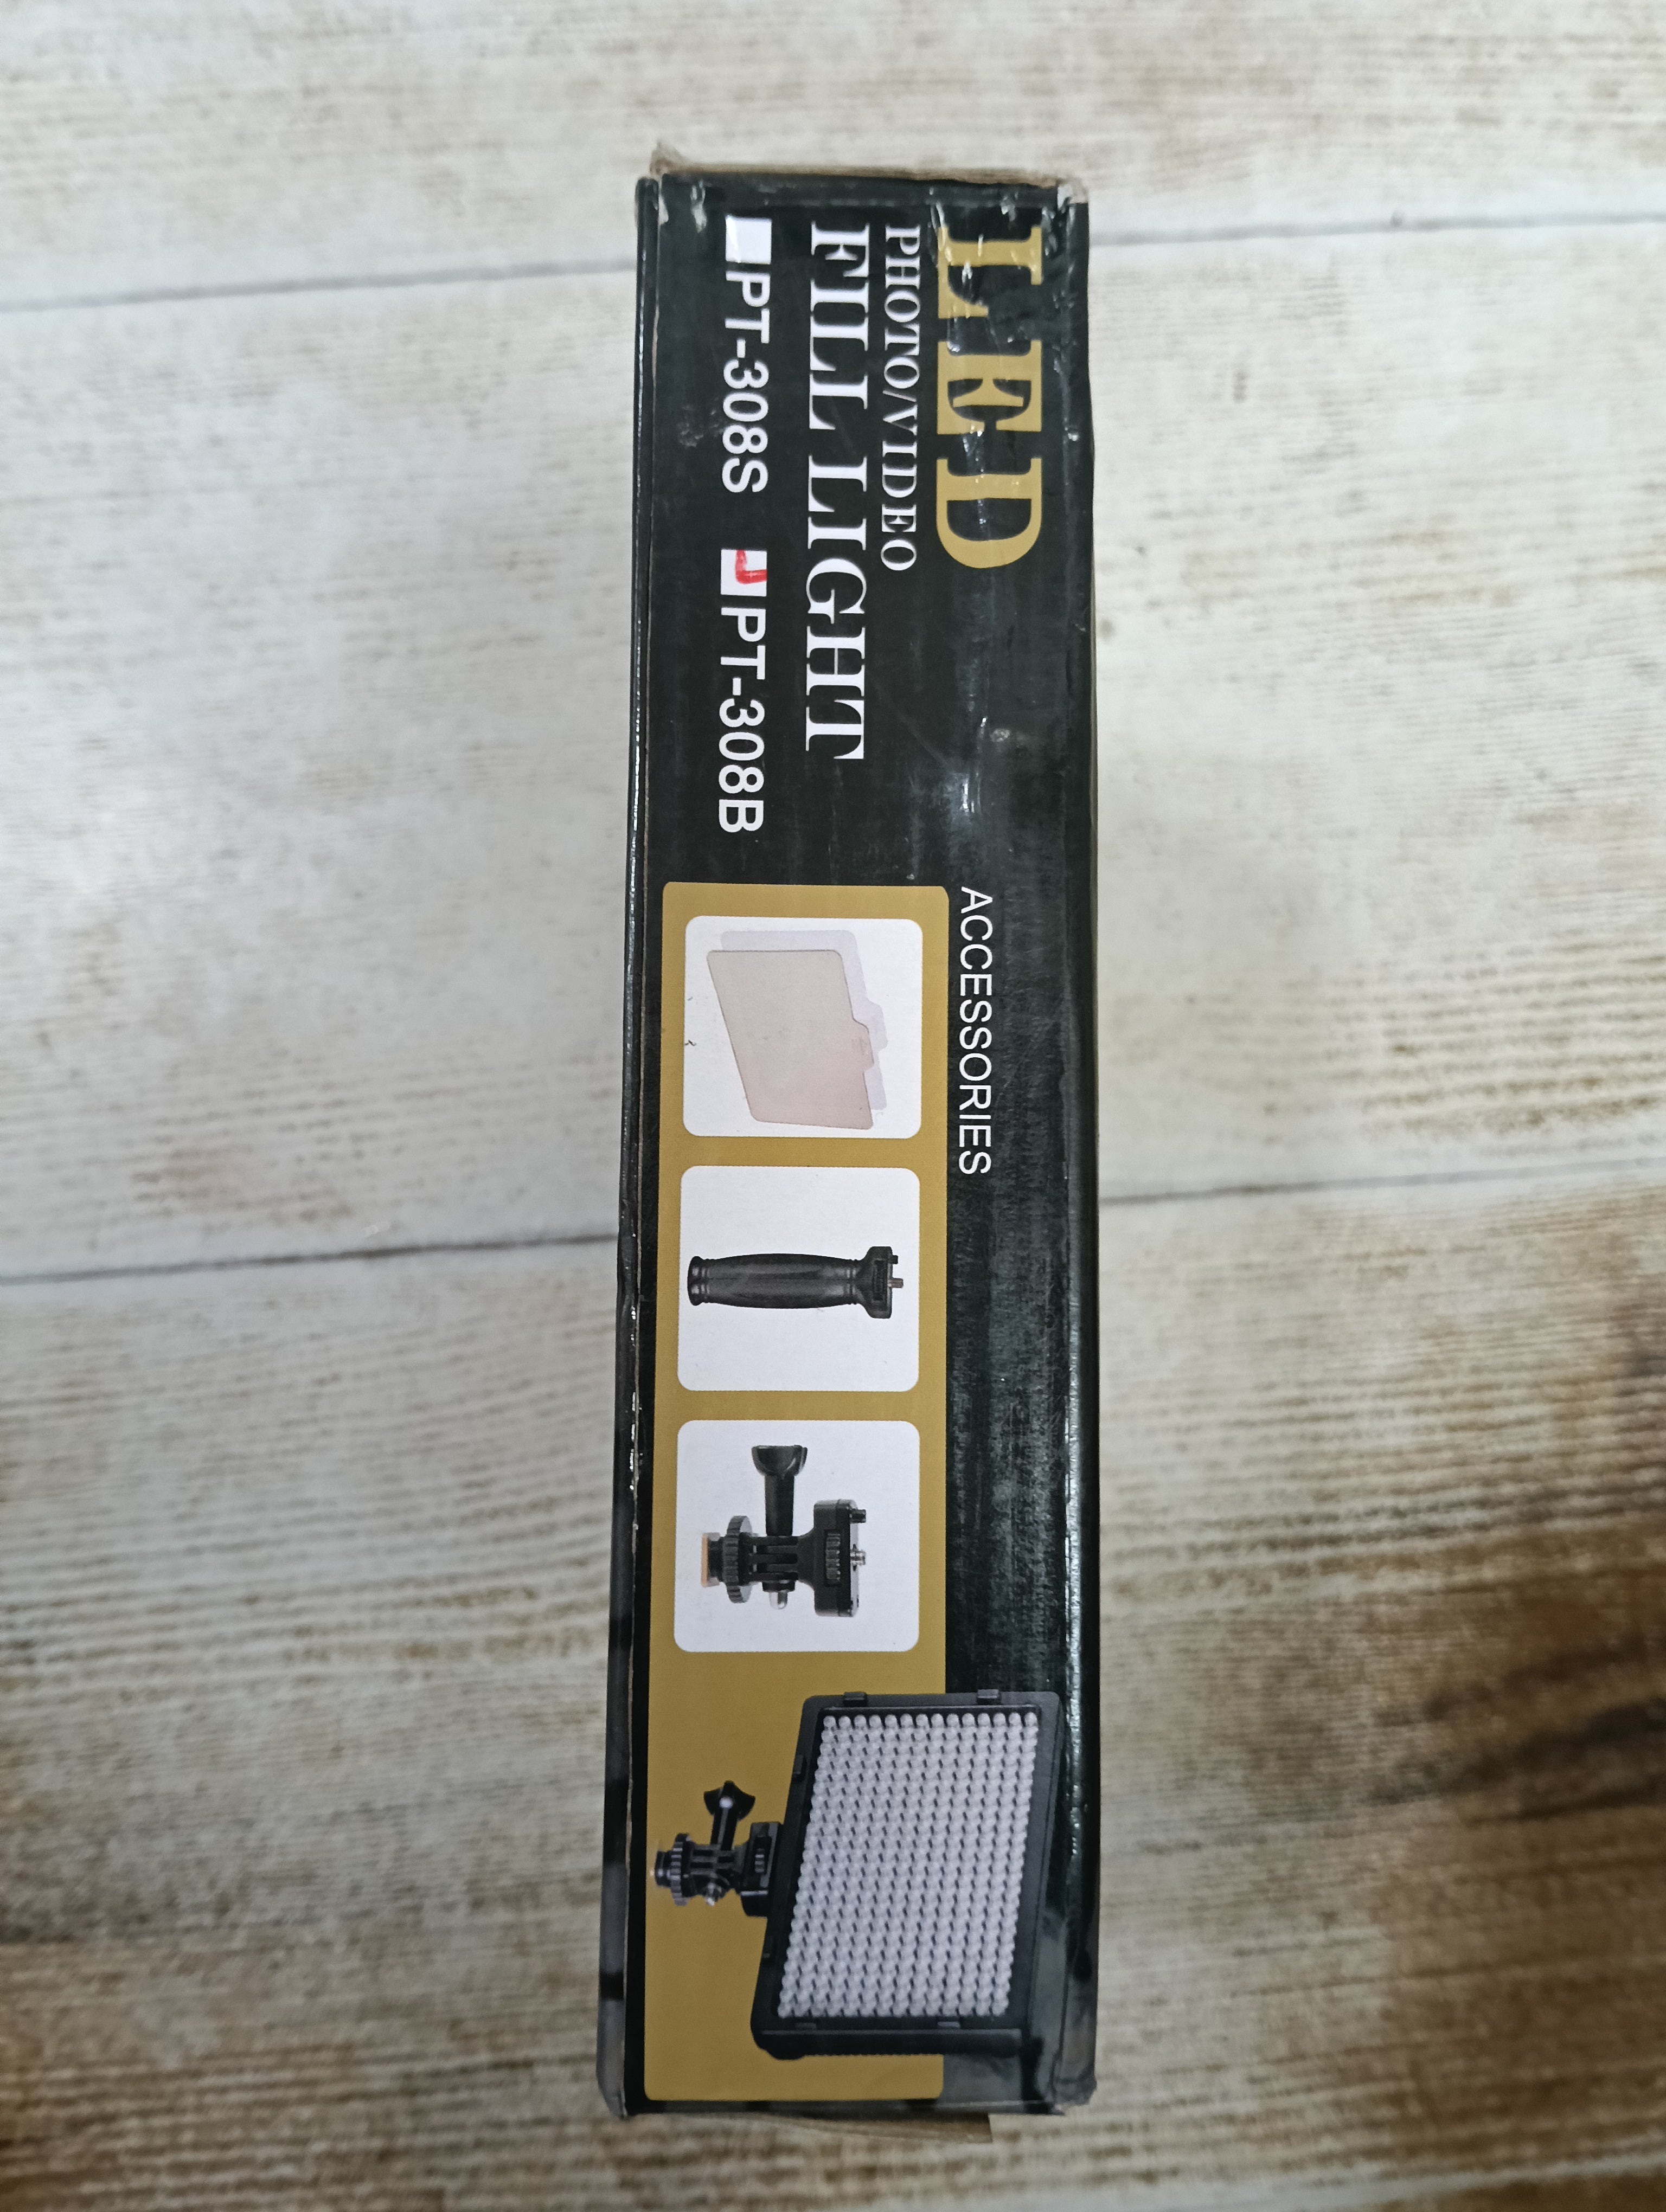 LED
PHOTO/VIDEO
FILL LIGHT
PT-308S PT-308B
ACCESSORIES